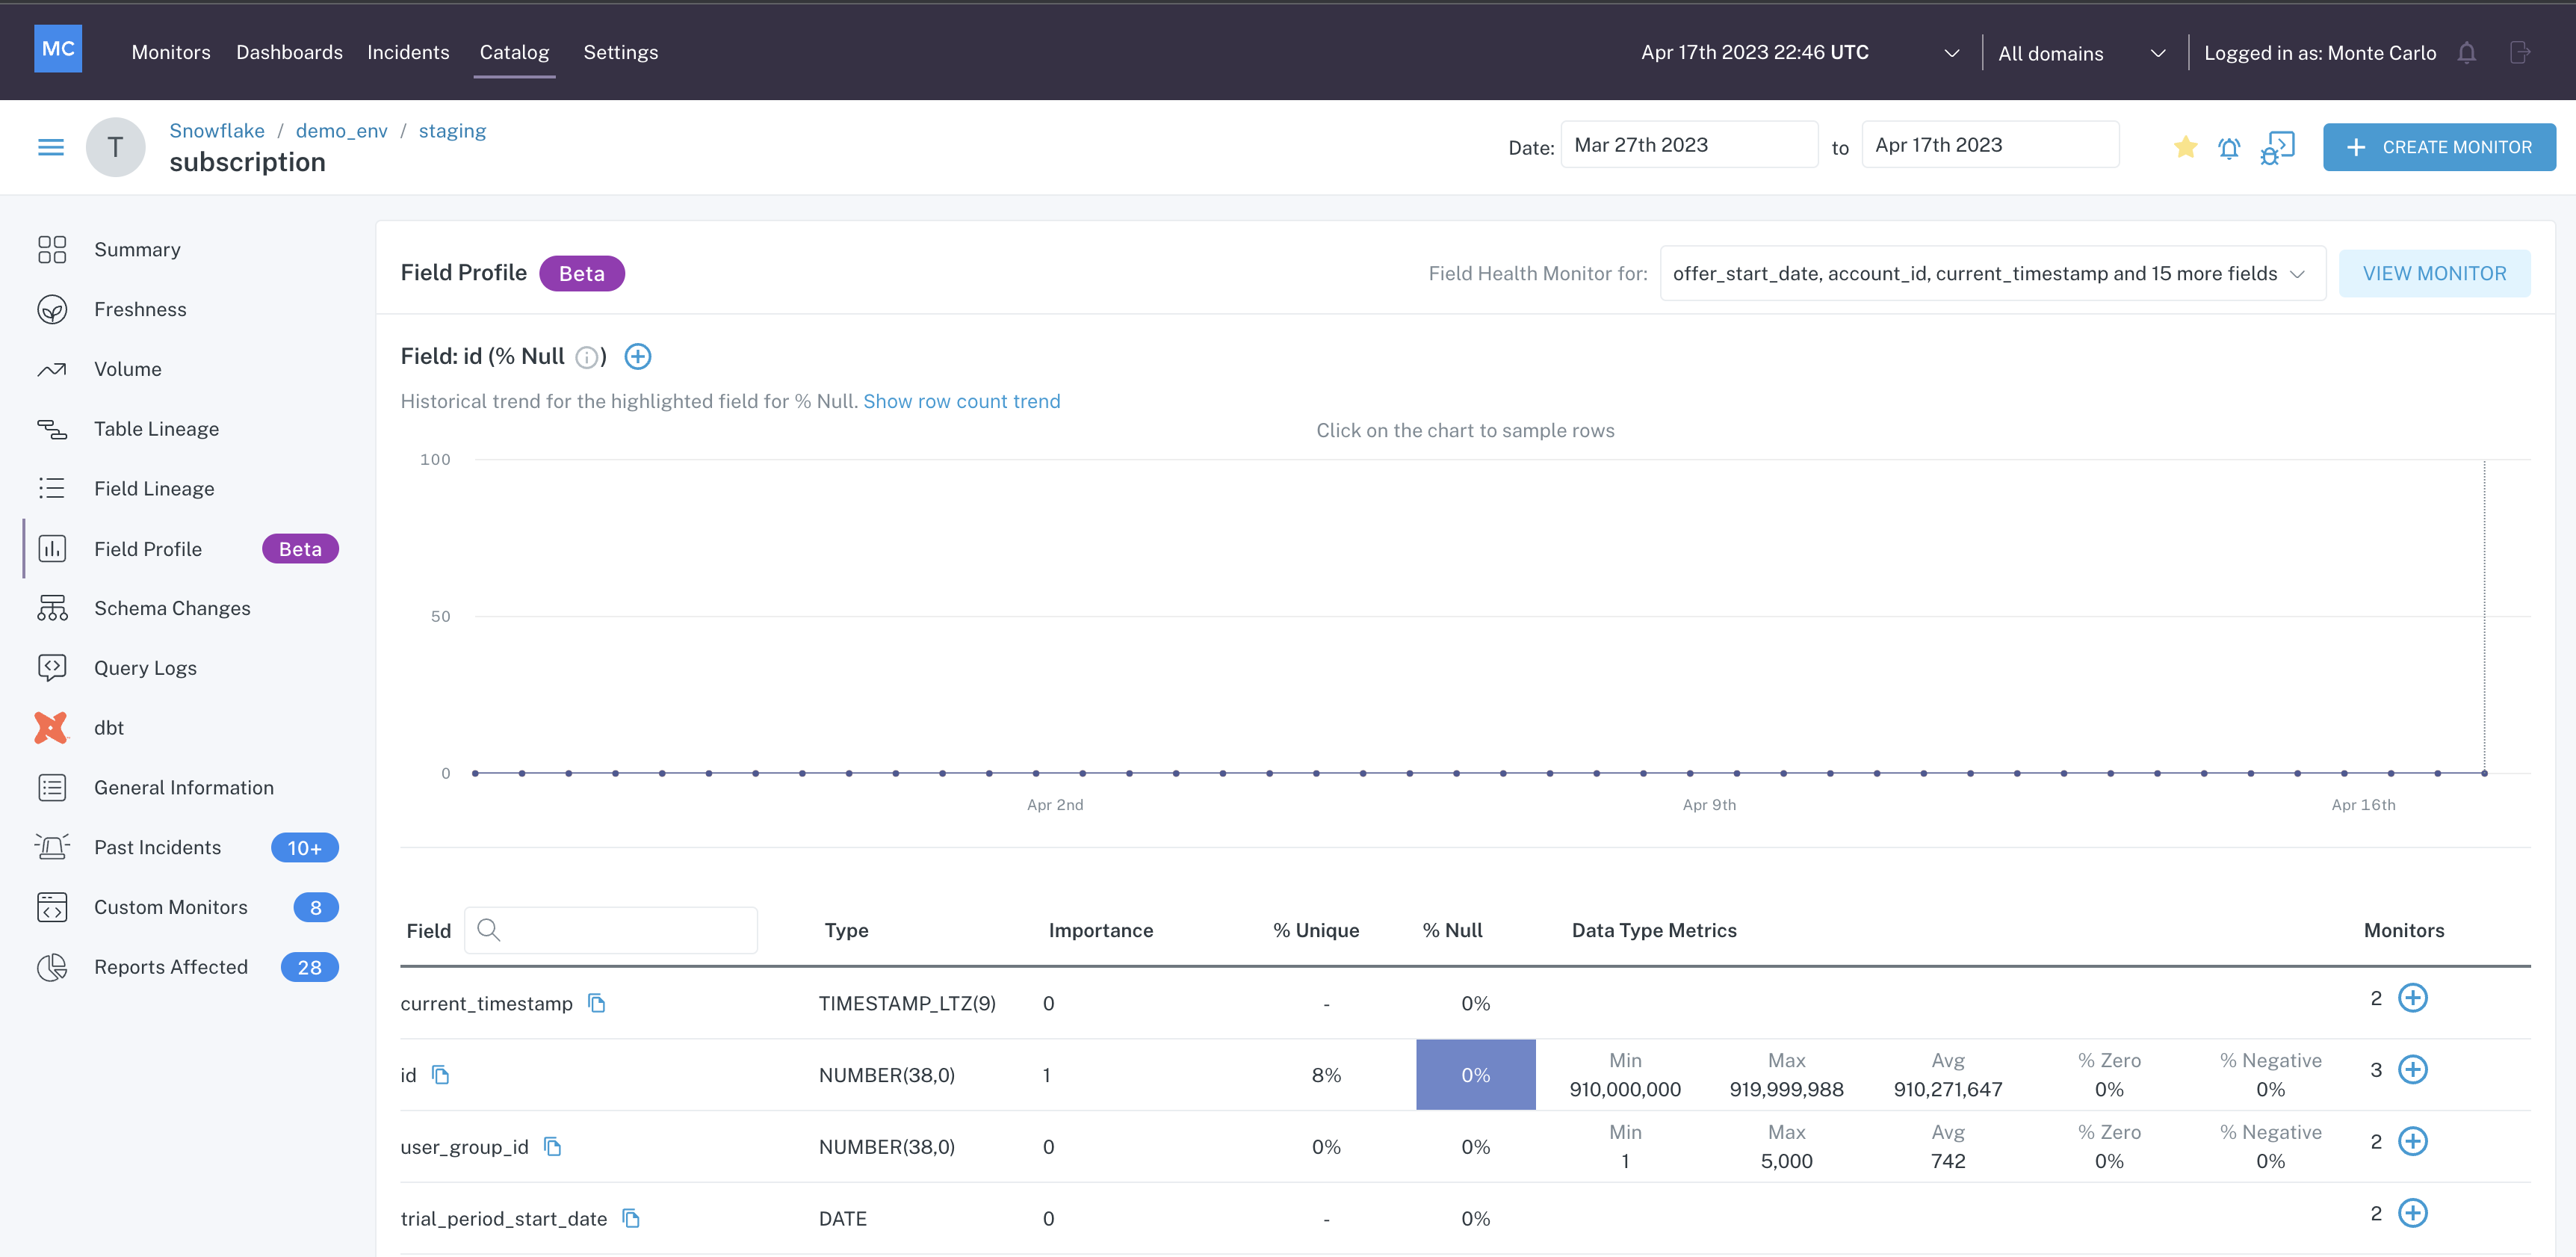 MC Monitors Dashboards Incidents Catalog Settings Apr 17th 2023 22:46 UTC All domains Logged in as: Monte Carlo
T Snowflake / demo_env / staging
subscription
Date: Mar 27th 2023 to Apr 17th 2023 CREATE MONITOR
Summary
Freshness
Volume
Table Lineage
Field Lineage
Field Profile Beta
Schema Changes
Query Logs
dbt
General Information
Past Incidents 10+
Custom Monitors 8
Reports Affected 28
Field Profile Beta Field Health Monitor for: offer_start_date, account_id, current_timestamp and 15 more fields VIEW MONITOR
Field: id (% Null i)
Historical trend for the highlighted field for % Null. Show row count trend
Click on the chart to sample rows
100
50
0
Apr 2nd Apr 9th Apr 16th
Field Type Importance % Unique % Null Data Type Metrics Monitors
current_timestamp TIMESTAMP_LTZ(9) 0 - 0% 2
id NUMBER(38,0) 1 8% 0% Min Max Avg % Zero % Negative 3
910,000,000 919,999,988 910,271,647 0% 0%
user_group_id NUMBER(38,0) 0 0% 0% Min Max Avg % Zero % Negative 2
1 5,000 742 0% 0%
trial_period_start_date DATE 0 - 0% 2